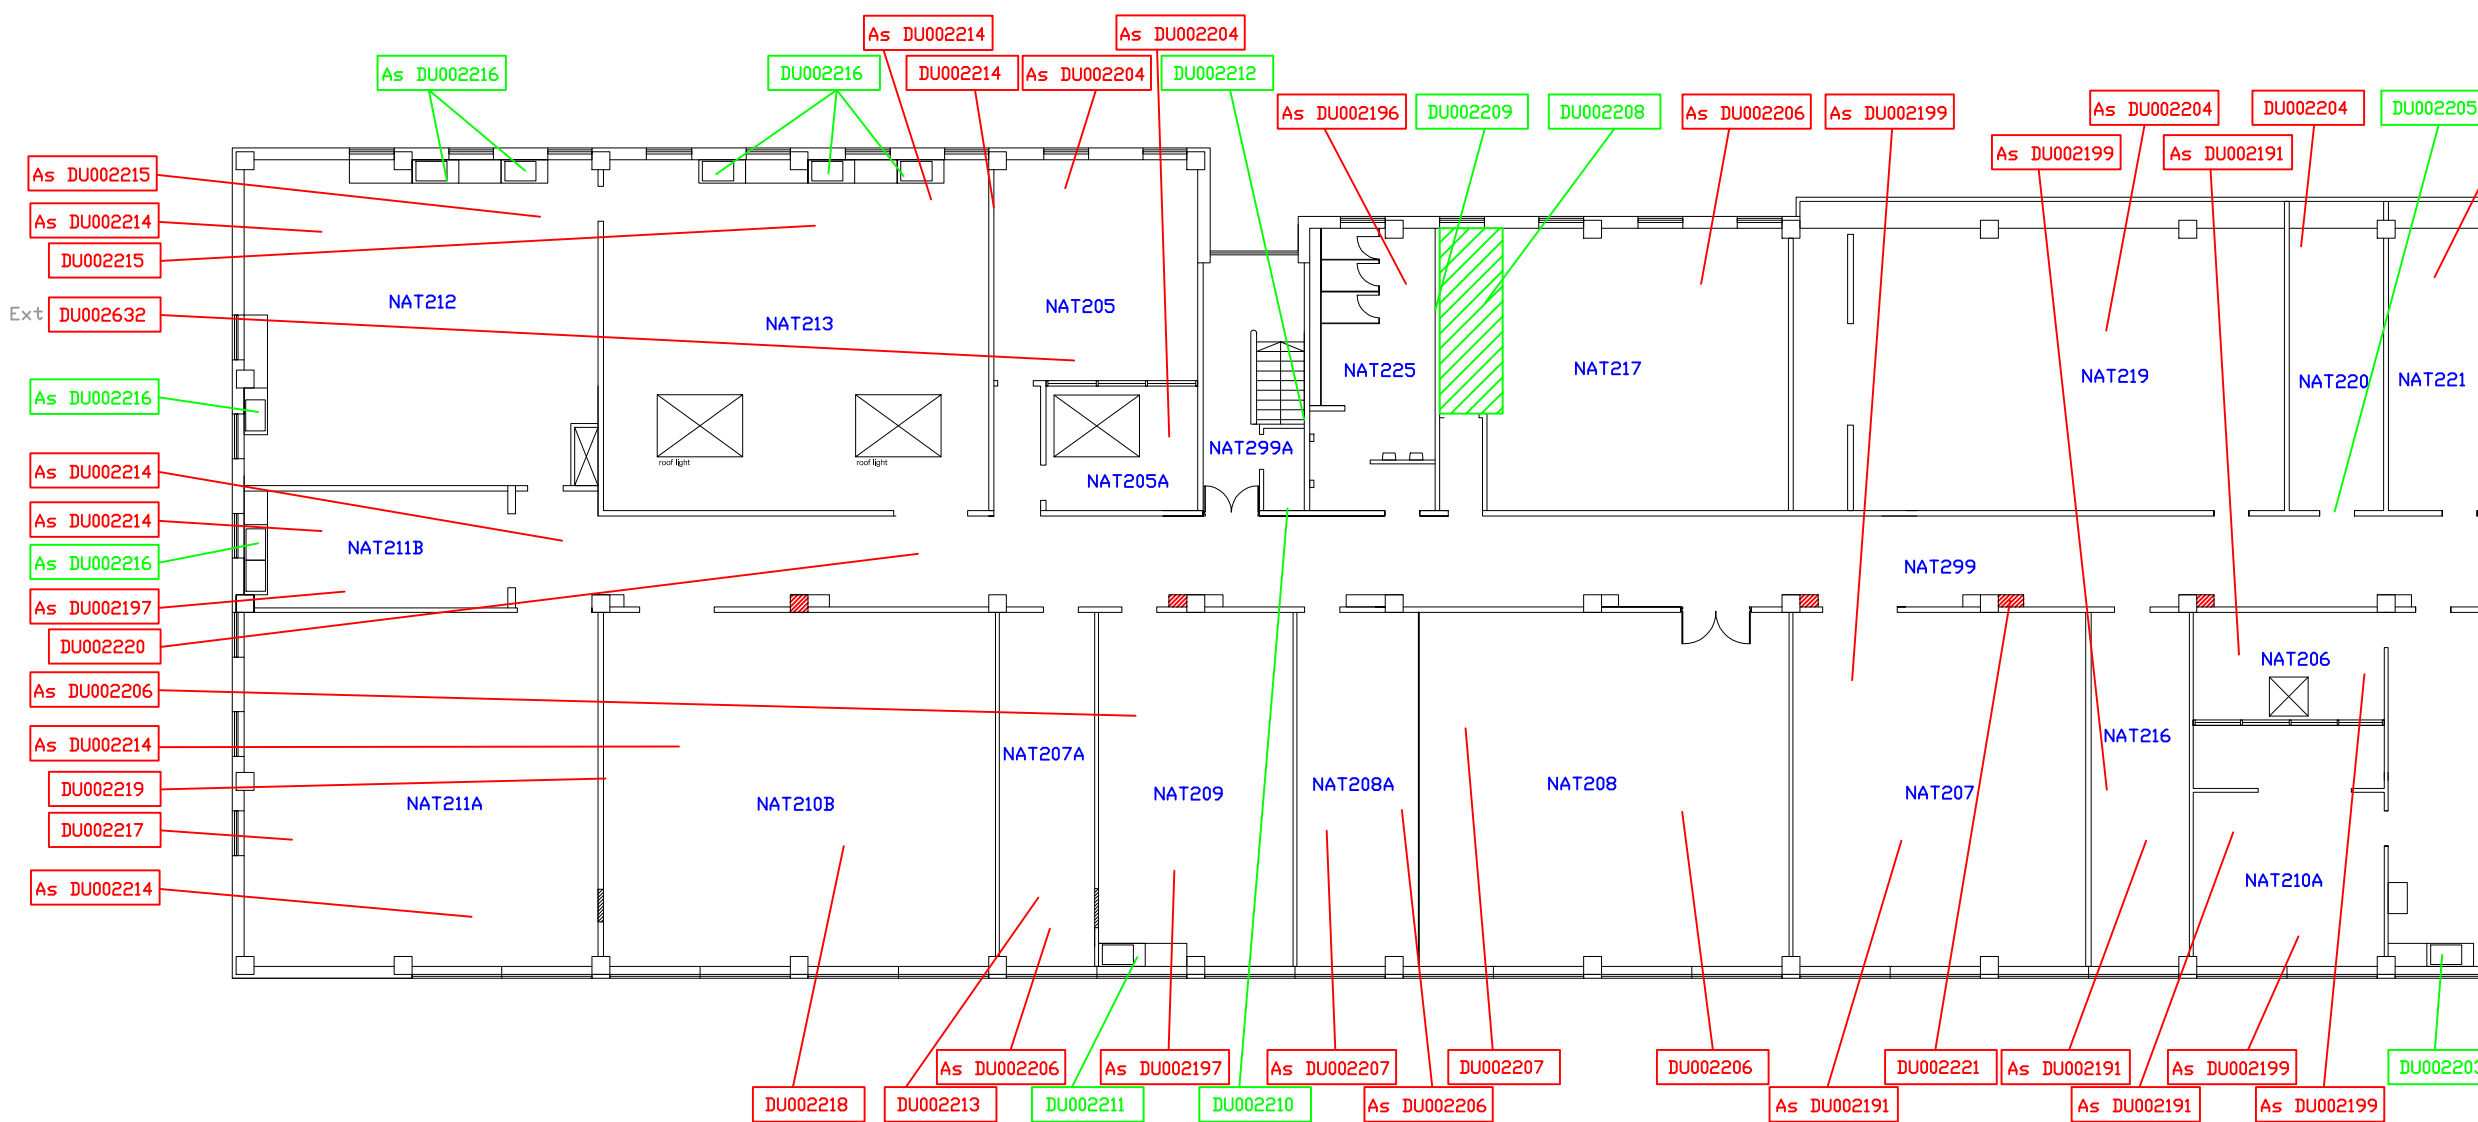 As DU002214
As DU002204
As DU002216
DU002216
DU002214
As DU002204
DU002212
As DU002196
DU002209
DU002208
As DU002206
As DU002199
As DU002204
DU002204
DU002205
As DU002199
As DU002191
As DU002215
As DU002214
DU002215
Ext DU002632
As DU002216
As DU002214
As DU002214
As DU002216
As DU002197
DU002220
As DU002206
As DU002214
DU002219
DU002217
As DU002214
NAT212
NAT213
NAT205
NAT225
NAT217
NAT219
NAT220
NAT221
roof light
roof light
NAT299A
NAT205A
NAT211B
NAT299
NAT206
NAT207A
NAT216
NAT211A
NAT210B
NAT209
NAT208A
NAT208
NAT207
NAT210A
As DU002206
As DU002197
As DU002207
DU002207
DU002206
DU002221
As DU002191
As DU002199
DU002203
DU002218
DU002213
DU002211
DU002210
As DU002206
As DU002191
As DU002191
As DU002199